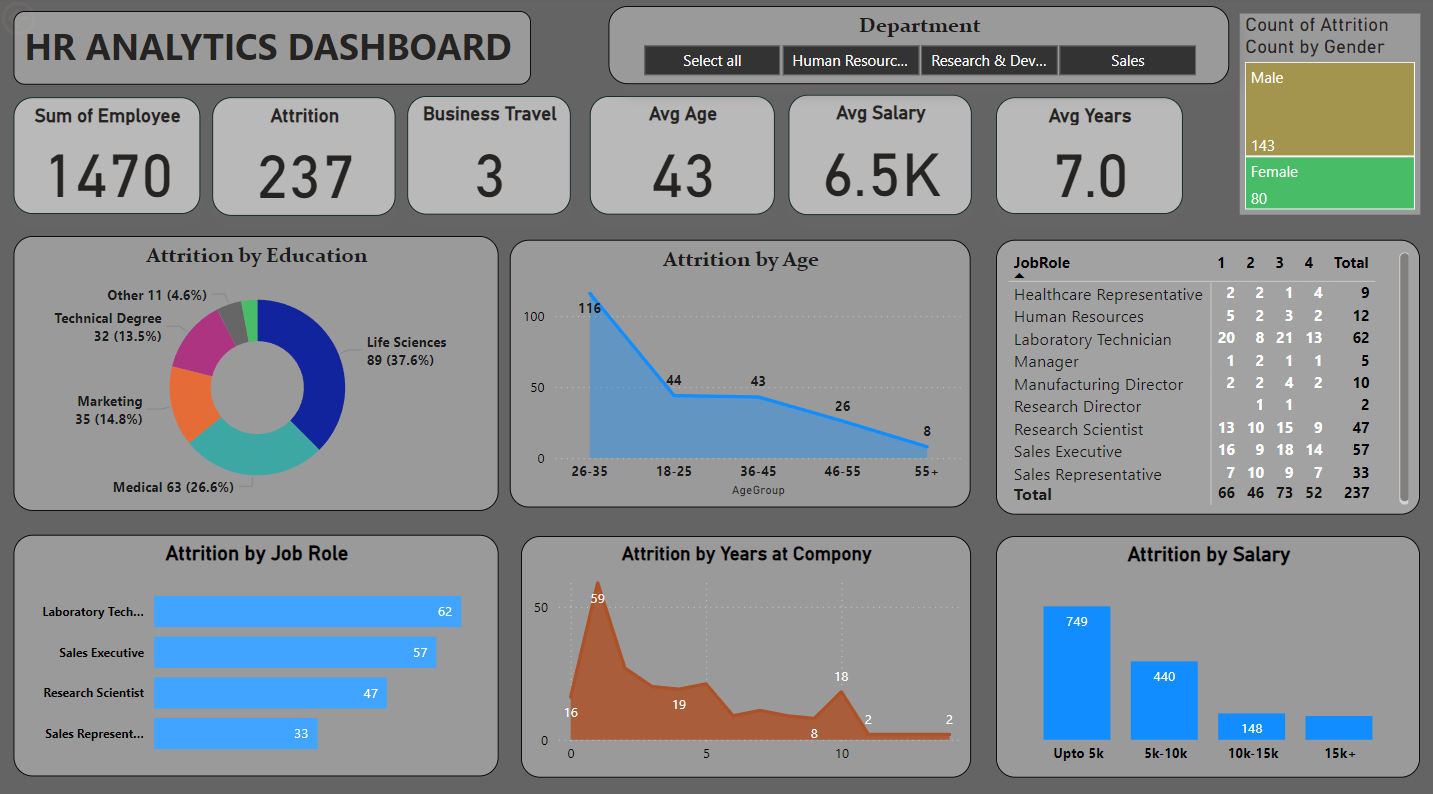 HR ANALYTICS DASHBOARD
Department
Select all
Human Resourc...
Research & Dev...
Sales
Count of Attrition
Count by Gender
Male
143
Female
80
Sum of Employee
1470
Attrition
237
Business Travel
3
Avg Age
43
Avg Salary
6.5K
Avg Years
7.0
Attrition by Education
Other 11 (4.6%)
Technical Degree
32 (13.5%)
Life Sciences
89 (37.6%)
Marketing
35 (14.8%)
Medical 63 (26.6%)
Attrition by Age
100
50
0
116
44
43
26
8
26-35 18-25 36-45 46-55 55+
AgeGroup
JobRole 1 2 3 4 Total
Healthcare Representative 2 2 1 4 9
Human Resources 5 2 3 2 12
Laboratory Technician 20 8 21 13 62
Manager 1 2 1 1 5
Manufacturing Director 2 2 4 2 10
Research Director 1 1 2
Research Scientist 13 10 15 9 47
Sales Executive 16 9 18 14 57
Sales Representative 7 10 9 7 33
Total 66 46 73 52 237
Attrition by Job Role
Laboratory Tech... 62
Sales Executive 57
Research Scientist 47
Sales Represent... 33
Attrition by Years at Compony
50
0
59
16
19
8
18
2
2
0 5 10
Attrition by Salary
749
440
148
Upto 5k 5k-10k 10k-15k 15k+